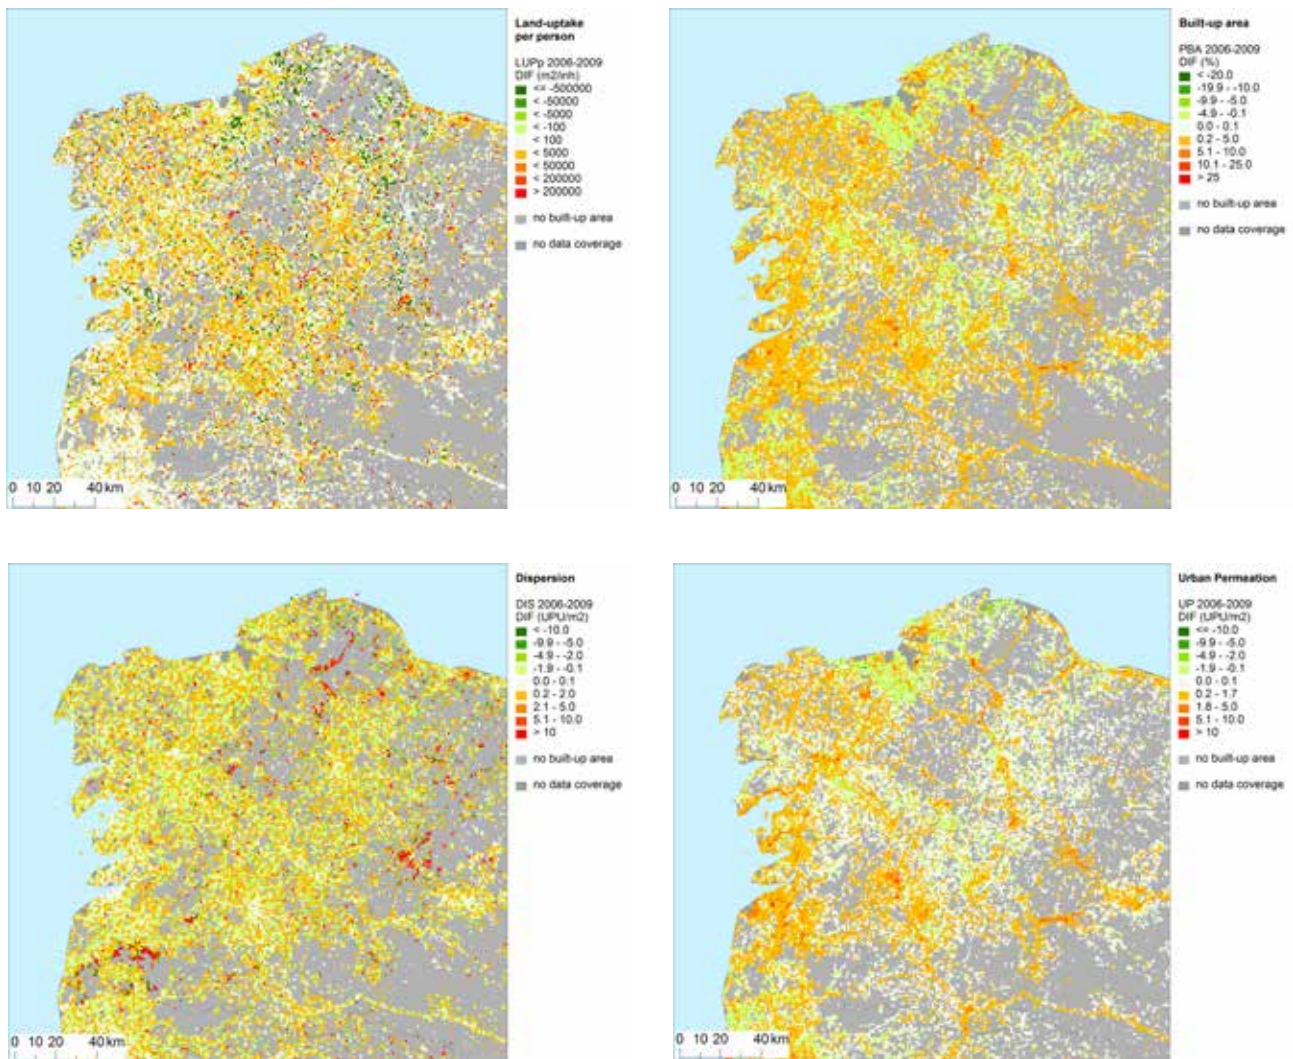 Land-uptake
per person
LUPp 2006-2009
DIF (m2/inh)
<= -500000
< -50000
< -5000
< -100
< 100
< 5000
< 50000
< 200000
> 200000
no built-up area
no data coverage
0 10 20 40 km
Built-up area
PBA 2006-2009
DIF (%)
< -20.0
-19.9 - -10.0
-9.9 - -5.0
-4.9 - -0.1
0.0 - 0.1
0.2 - 5.0
5.1 - 10.0
10.1 - 25.0
> 25
no built-up area
no data coverage
0 10 20 40 km
Dispersion
DIS 2006-2009
DIF (UPU/m2)
< -10.0
-9.9 - -5.0
-4.9 - -2.0
-1.9 - -0.1
0.0 - 0.1
0.2 - 2.0
2.1 - 5.0
5.1 - 10.0
> 10
no built-up area
no data coverage
0 10 20 40 km
Urban Permeation
UP 2006-2009
DIF (UPU/m2)
<= -10.0
-9.9 - -5.0
-4.9 - -2.0
-1.9 - -0.1
0.0 - 0.1
0.2 - 1.7
1.8 - 5.0
5.1 - 10.0
> 10
no built-up area
no data coverage
0 10 20 40 km